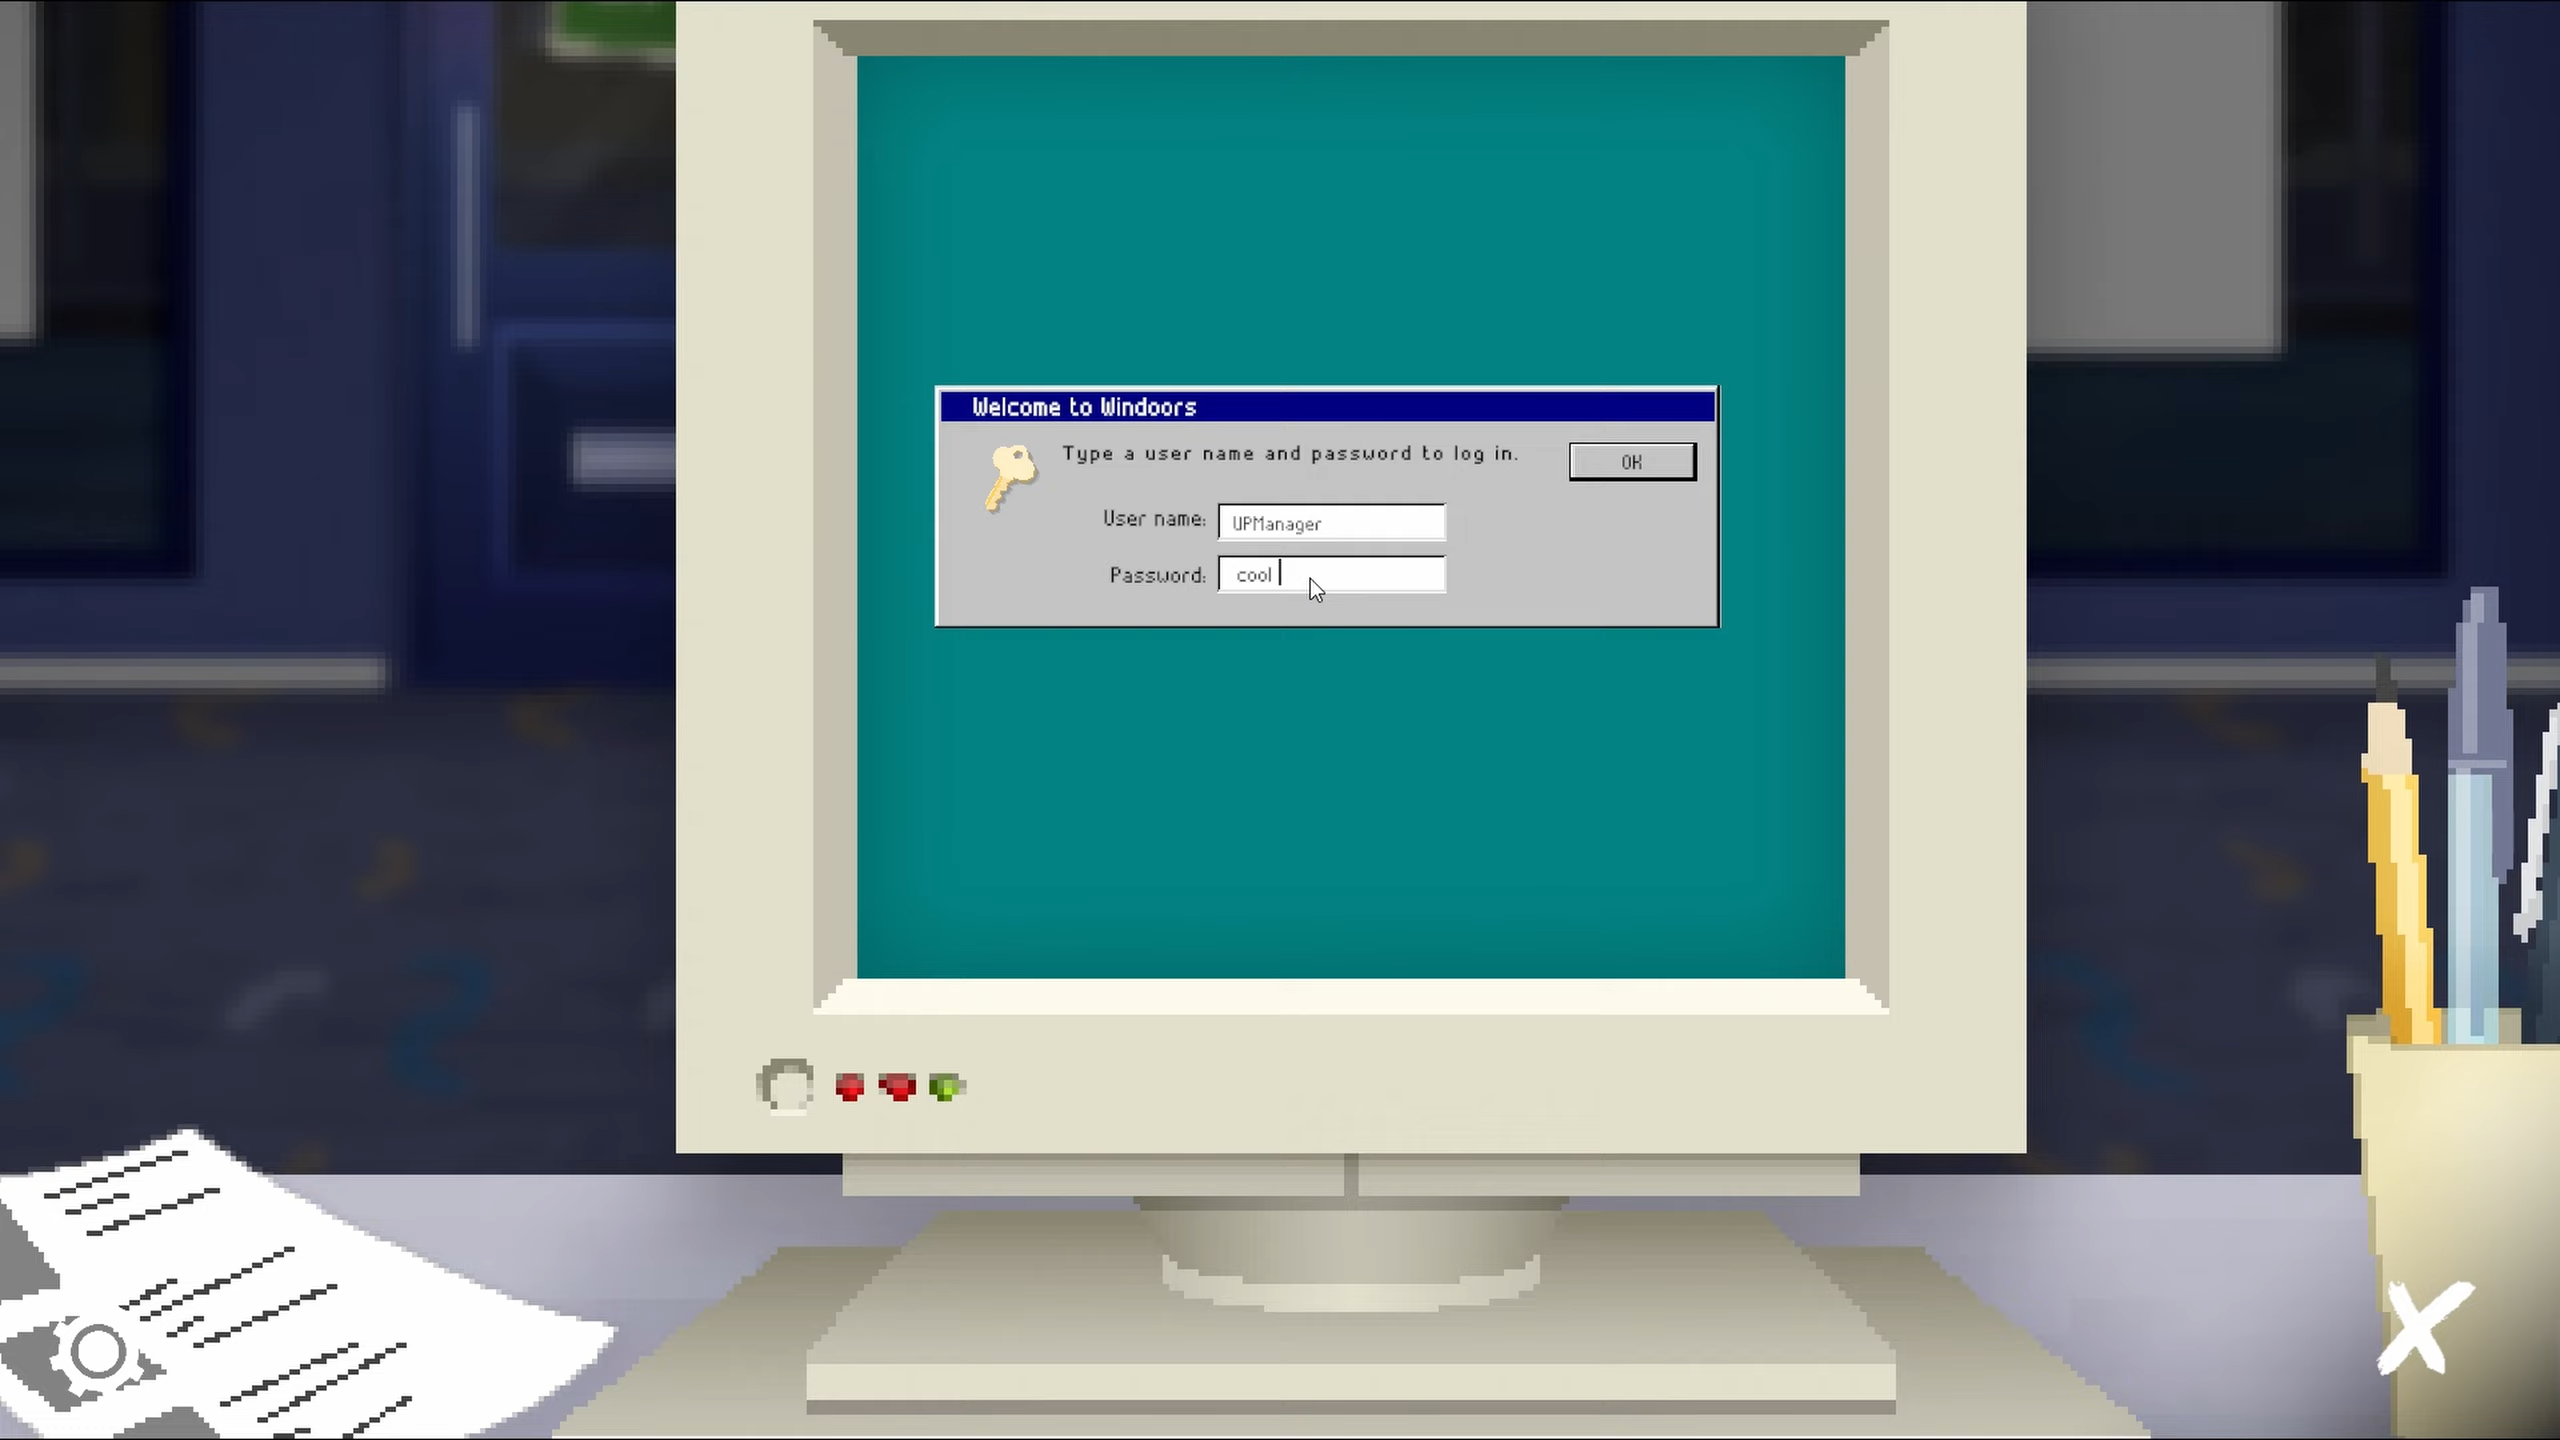 Welcome to Windoors
Type a user name and password to log in.
OK
User name: UPManager
Password: cool